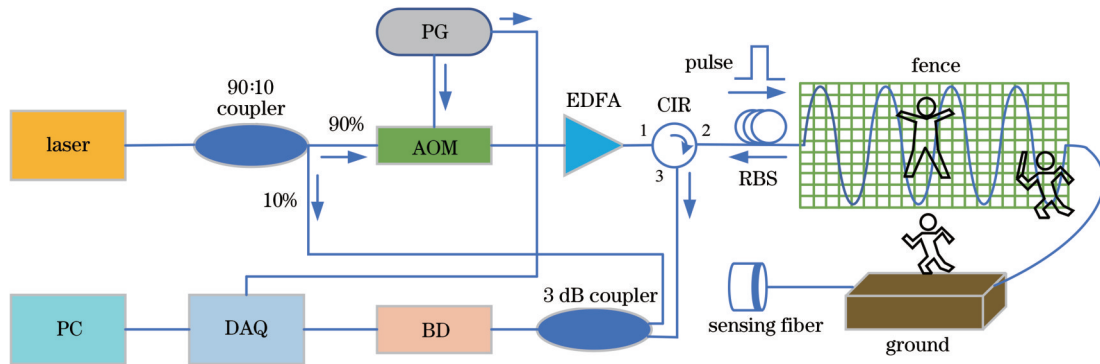 PG
pulse
fence
90:10
coupler
EDFA
CIR
laser
90%
AOM
1
2
3
RBS
10%
3 dB coupler
PC
DAQ
BD
sensing fiber
ground